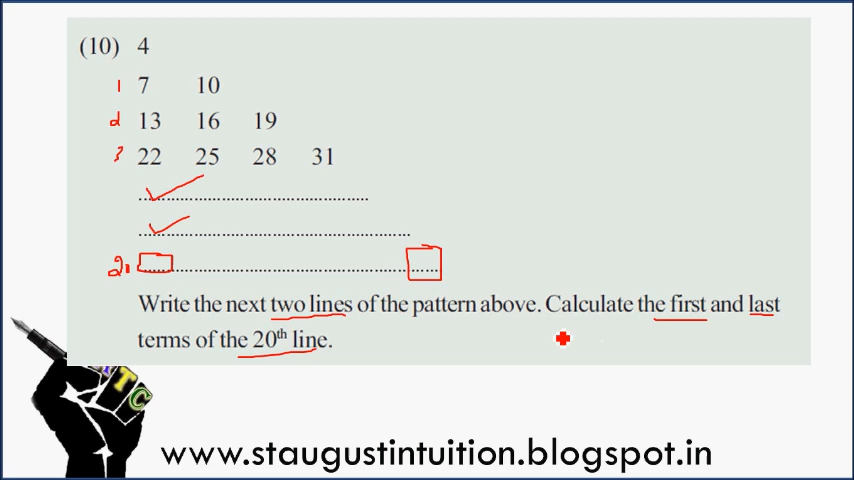 (10) 4
1 7 10
2 13 16 19
3 22 25 28 31
....................................................
............................................................
20 .................................................................
Write the next two lines of the pattern above. Calculate the first and last
terms of the 20th line.
TC
www.staugustintuition.blogspot.in